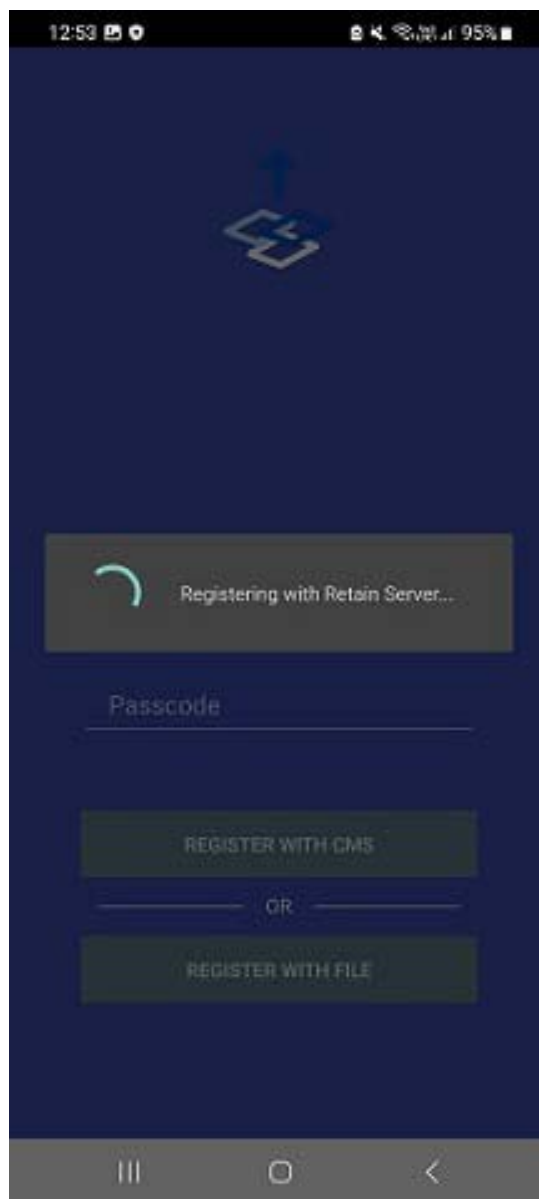 12:53
95%
Registering with Retain Server...
Passcode
REGISTER WITH CMS
OR
REGISTER WITH FILE